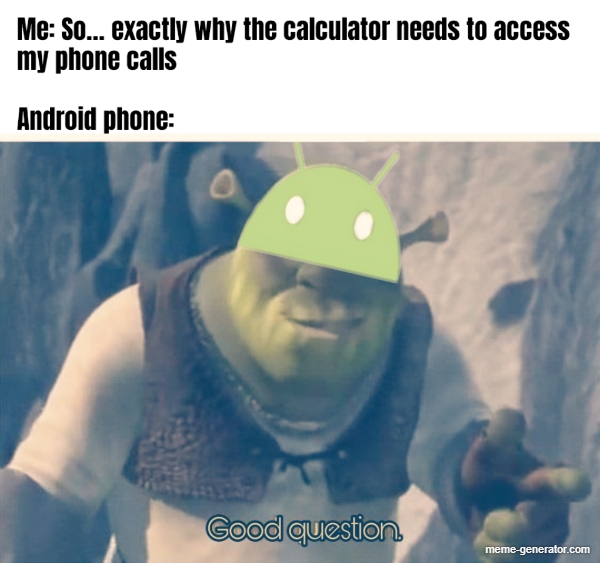 Me: So... exactly why the calculator needs to access
my phone calls
Android phone:
Good question.
meme-generator.com